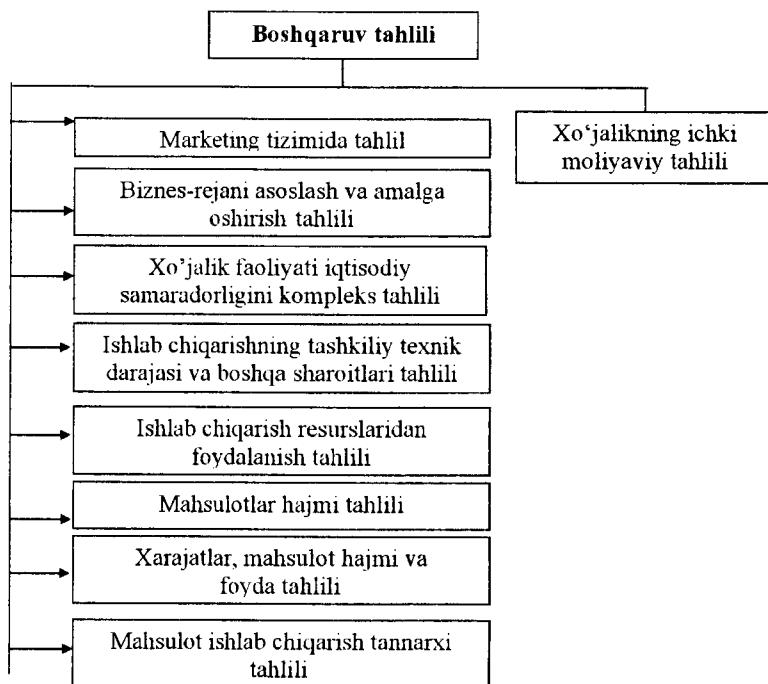 Boshqaruv tahlili
Marketing tizimida tahlil
Xo‘jalikning ichki
moliyaviy tahlili
Biznes-rejani asoslash va amalga
oshirish tahlili
Xo’jalik faoliyati iqtisodiy
samaradorligini kompleks tahlili
Ishlab chiqarishning tashkiliy texnik
darajasi va boshqa sharoitlari tahlili
Ishlab chiqarish resurslaridan
foydalanish tahlili
Mahsulotlar hajmi tahlili
Xarajatlar, mahsulot hajmi va
foyda tahlili
Mahsulot ishlab chiqarish tannarxi
tahlili